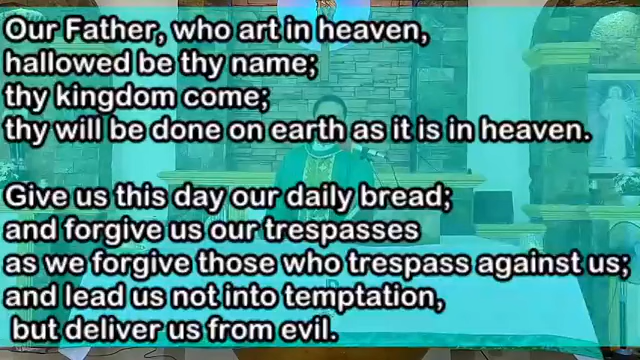 Our Father, who art in heaven,
hallowed be thy name;
thy kingdom come;
thy will be done on earth as it is in heaven.
Give us this day our daily bread;
and forgive us our trespasses
as we forgive those who trespass against us;
and lead us not into temptation,
but deliver us from evil.